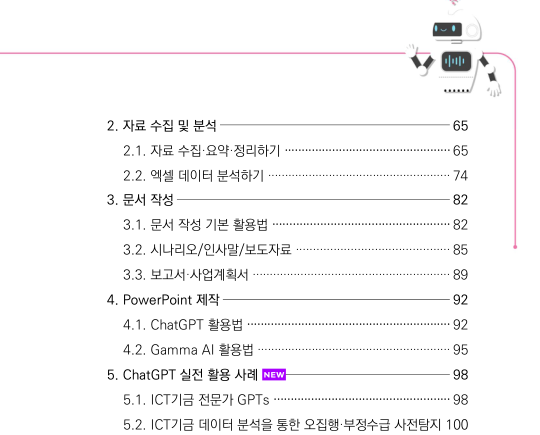 2. 자료 수집 및 분석 65
2.1. 자료 수집·요약·정리하기 65
2.2. 엑셀 데이터 분석하기 74
3. 문서 작성 82
3.1. 문서 작성 기본 활용법 82
3.2. 시나리오/인사말/보도자료 85
3.3. 보고서·사업계획서 89
4. PowerPoint 제작 92
4.1. ChatGPT 활용법 92
4.2. Gamma AI 활용법 95
5. ChatGPT 실전 활용 사례 NEW 98
5.1. ICT기금 전문가 GPTs 98
5.2. ICT기금 데이터 분석을 통한 오집행·부정수급 사전탐지 100